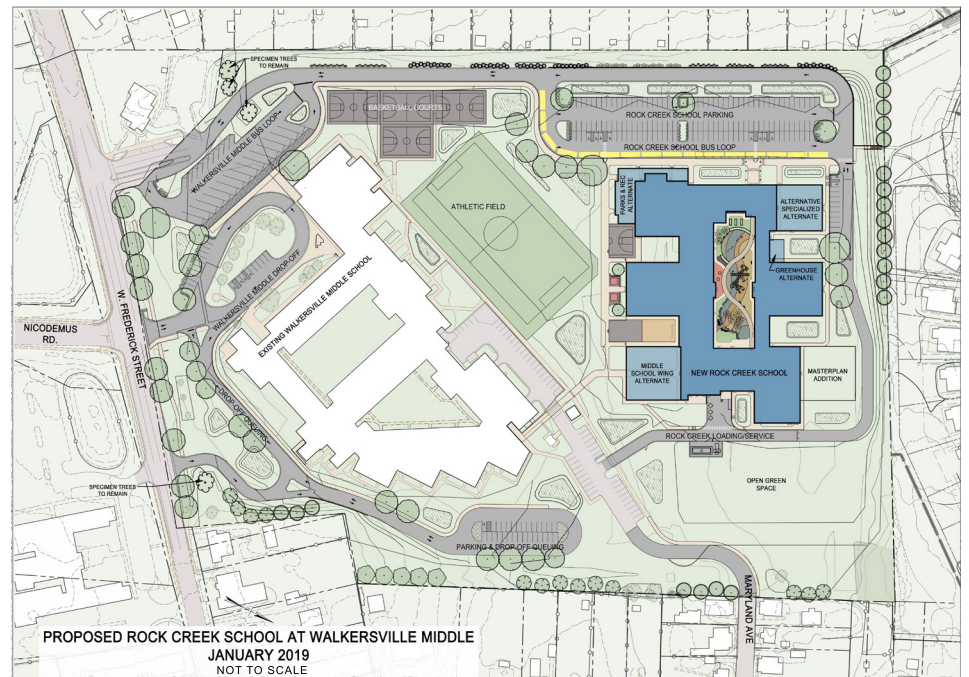 SPECIMEN TREES
TO REMAIN
BASKETBALL COURTS
ROCK CREEK SCHOOL PARKING
WALKERSVILLE MIDDLE BUS LOOP
ROCK CREEK SCHOOL BUS LOOP
PARKS & REC
ALTERNATE
ALTERNATIVE
SPECIALIZED
ALTERNATE
ATHLETIC FIELD
GREENHOUSE
ALTERNATE
WALKERSVILLE MIDDLE DROP-OFF
EXISTING WALKERSVILLE MIDDLE SCHOOL
NICODEMUS
RD.
W. FREDERICK STREET
MIDDLE
SCHOOL WING
ALTERNATE
NEW ROCK CREEK SCHOOL
MASTERPLAN
ADDITION
DROP-OFF QUEUING
ROCK CREEK LOADING/SERVICE
SPECIMEN TREES
TO REMAIN
OPEN GREEN
SPACE
PARKING & DROP-OFF QUEUING
MARYLAND AVE
PROPOSED ROCK CREEK SCHOOL AT WALKERSVILLE MIDDLE
JANUARY 2019
NOT TO SCALE